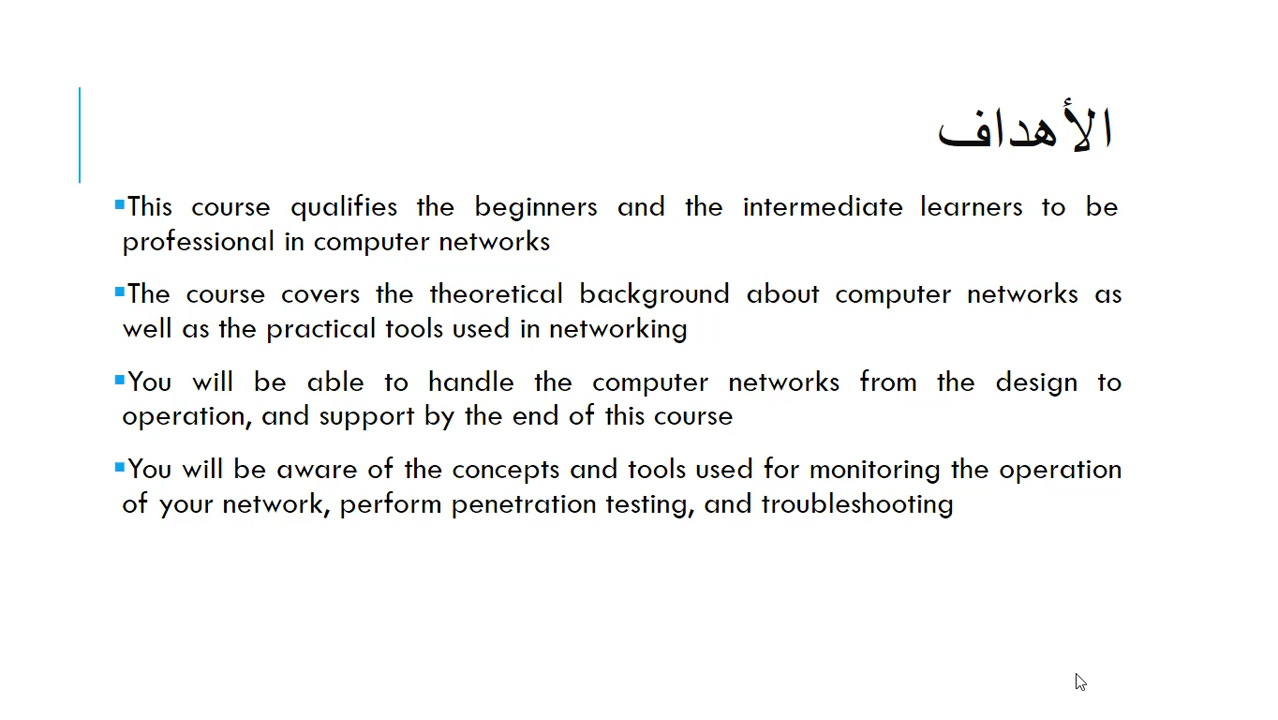 الأهداف
▪This course qualifies the beginners and the intermediate learners to be
professional in computer networks
▪The course covers the theoretical background about computer networks as
well as the practical tools used in networking
▪You will be able to handle the computer networks from the design to
operation, and support by the end of this course
▪You will be aware of the concepts and tools used for monitoring the operation
of your network, perform penetration testing, and troubleshooting